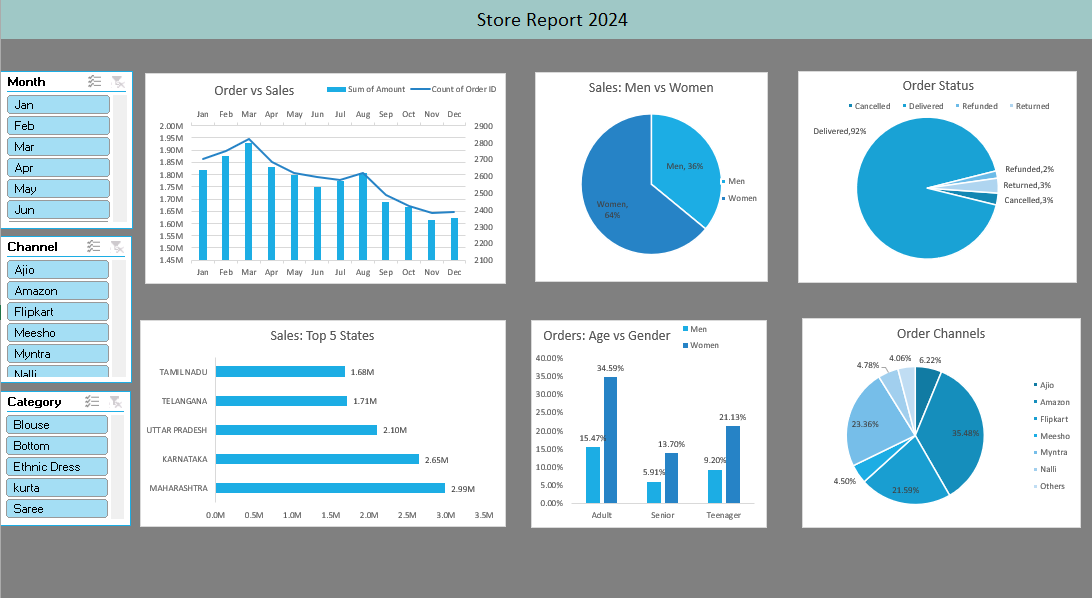 Store Report 2024
Month
Jan
Feb
Mar
Apr
May
Jun
Channel
Ajio
Amazon
Flipkart
Meesho
Myntra
Nalli
Category
Blouse
Bottom
Ethnic Dress
kurta
Saree
Order vs Sales
Sum of Amount Count of Order ID
Jan Feb Mar Apr May Jun Jul Aug Sep Oct Nov Dec
2.00M 2900
1.95M 2800
1.90M 2700
1.85M 2600
1.80M 2500
1.75M 2400
1.70M 2300
1.65M 2200
1.60M 2100
1.55M
1.50M
1.45M
Jan Feb Mar Apr May Jun Jul Aug Sep Oct Nov Dec
Sales: Men vs Women
Men, 36%
Women,
64%
Men
Women
Order Status
Cancelled Delivered Refunded Returned
Delivered,92%
Refunded,2%
Returned,3%
Cancelled,3%
Sales: Top 5 States
TAMIL NADU 1.68M
TELANGANA 1.71M
UTTAR PRADESH 2.10M
KARNATAKA 2.65M
MAHARASHTRA 2.99M
0.0M 0.5M 1.0M 1.5M 2.0M 2.5M 3.0M 3.5M
Orders: Age vs Gender
Men
Women
40.00%
35.00%
30.00%
25.00%
20.00%
15.00%
10.00%
5.00%
0.00%
15.47% 34.59%
5.91% 13.70%
9.20% 21.13%
Adult Senior Teenager
Order Channels
6.22%
35.48%
21.59%
4.50%
23.36%
4.78%
4.06%
Ajio
Amazon
Flipkart
Meesho
Myntra
Nalli
Others